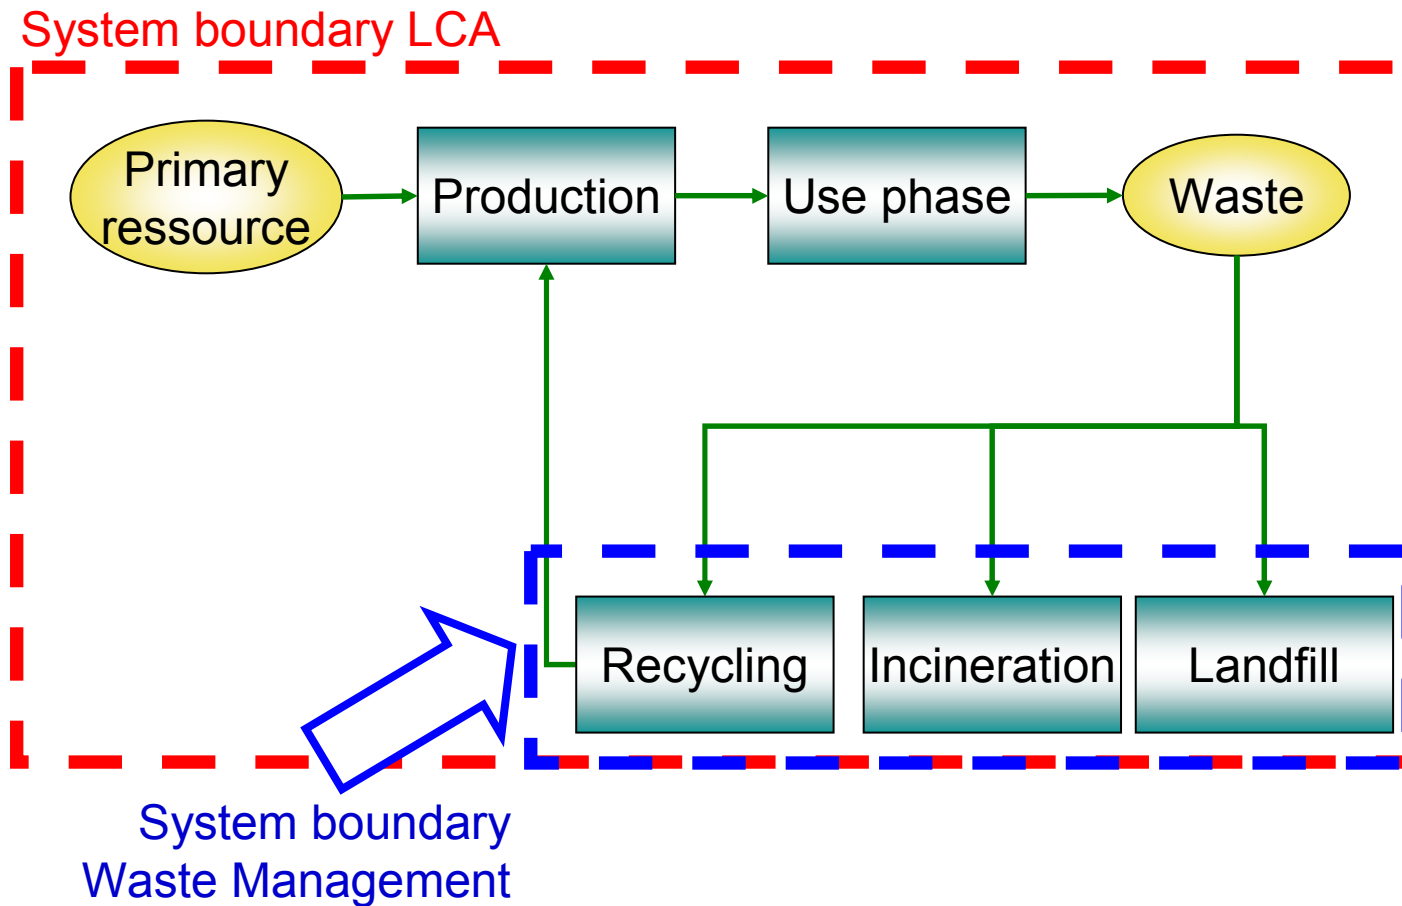 System boundary LCA
Primary
ressource
Production
Use phase
Waste
Recycling
Incineration
Landfill
System boundary
Waste Management